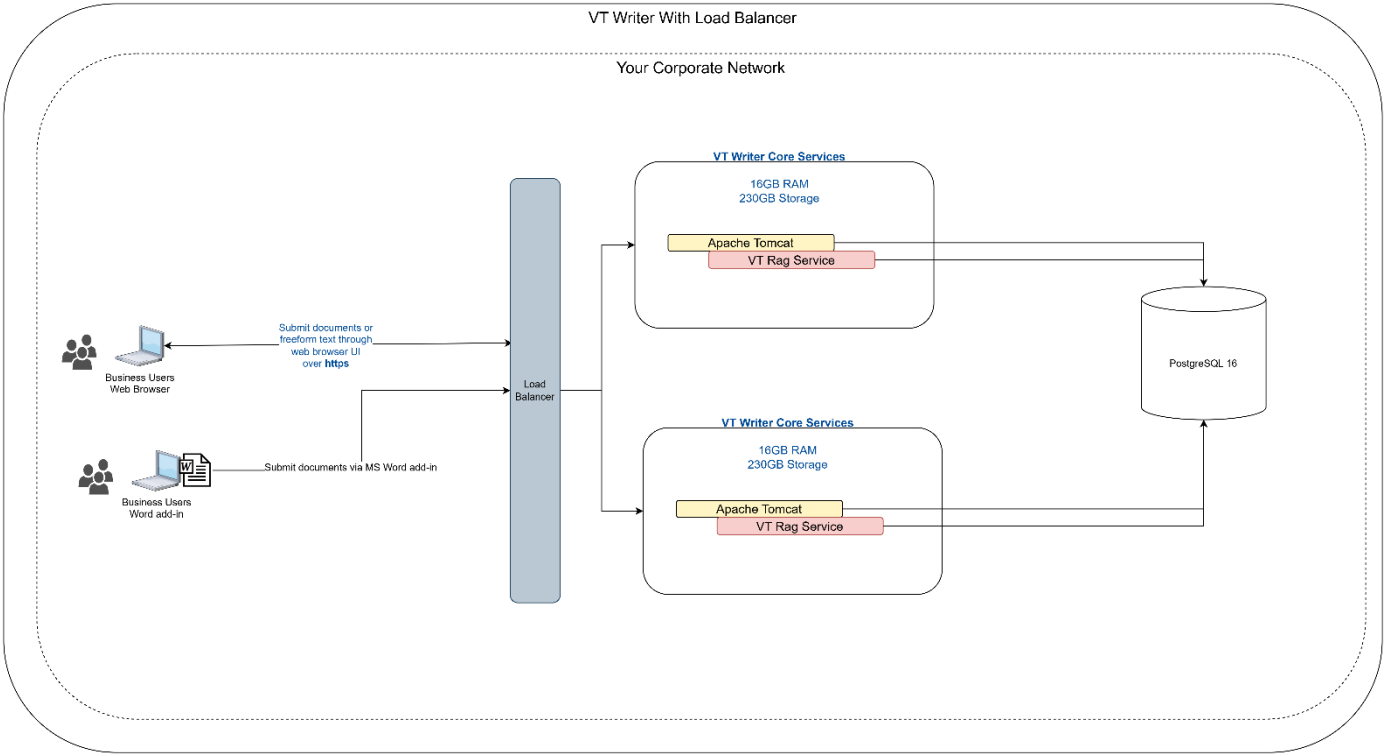 VT Writer With Load Balancer
Your Corporate Network
VT Writer Core Services
16GB RAM
230GB Storage
Apache Tomcat
VT Rag Service
Submit documents or
freeform text through
web browser UI
over https
Business Users
Web Browser
Load
Balancer
PostgreSQL 16
VT Writer Core Services
16GB RAM
230GB Storage
W
Submit documents via MS Word add-in
Business Users
Word add-in
Apache Tomcat
VT Rag Service